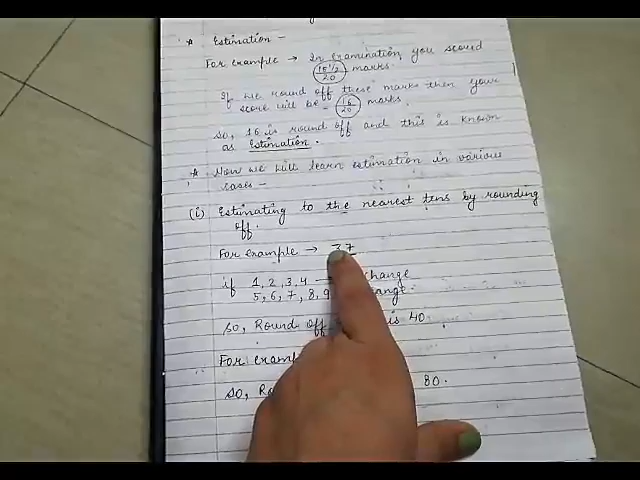 * Estimation -
For example → In examination you scored
15 1/2/20 marks.
If we round off these marks then your
score will be - 16/20 marks.
So, 16 is round off and this is known
as Estimation.
* Now we will learn estimation in various
cases -
(i) Estimating to the nearest tens by rounding
off.
For example → 37
if 1, 2, 3, 4 — change
5, 6, 7, 8, 9
so, Round off is 40
For exam
so, Ro 80.